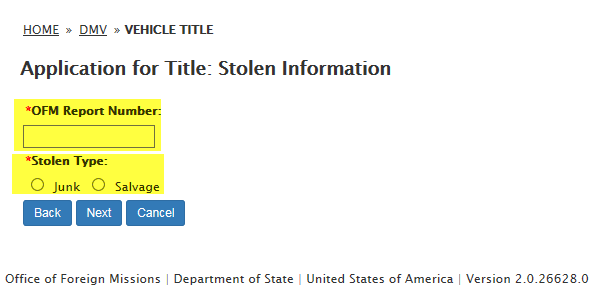 HOME » DMV » VEHICLE TITLE
Application for Title: Stolen Information
*OFM Report Number:
*Stolen Type:
Junk Salvage
Back Next Cancel
Office of Foreign Missions | Department of State | United States of America | Version 2.0.26628.0